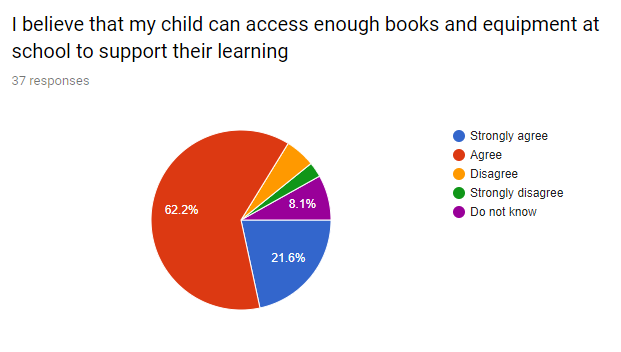 I believe that my child can access enough books and equipment at
school to support their learning
37 responses
Strongly agree
Agree
Disagree
Strongly disagree
Do not know
62.2%
8.1%
21.6%